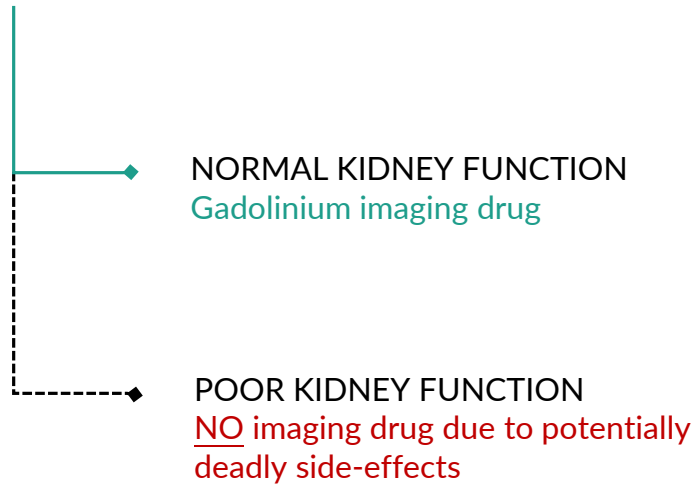 NORMAL KIDNEY FUNCTION
Gadolinium imaging drug
POOR KIDNEY FUNCTION
NO imaging drug due to potentially
deadly side-effects